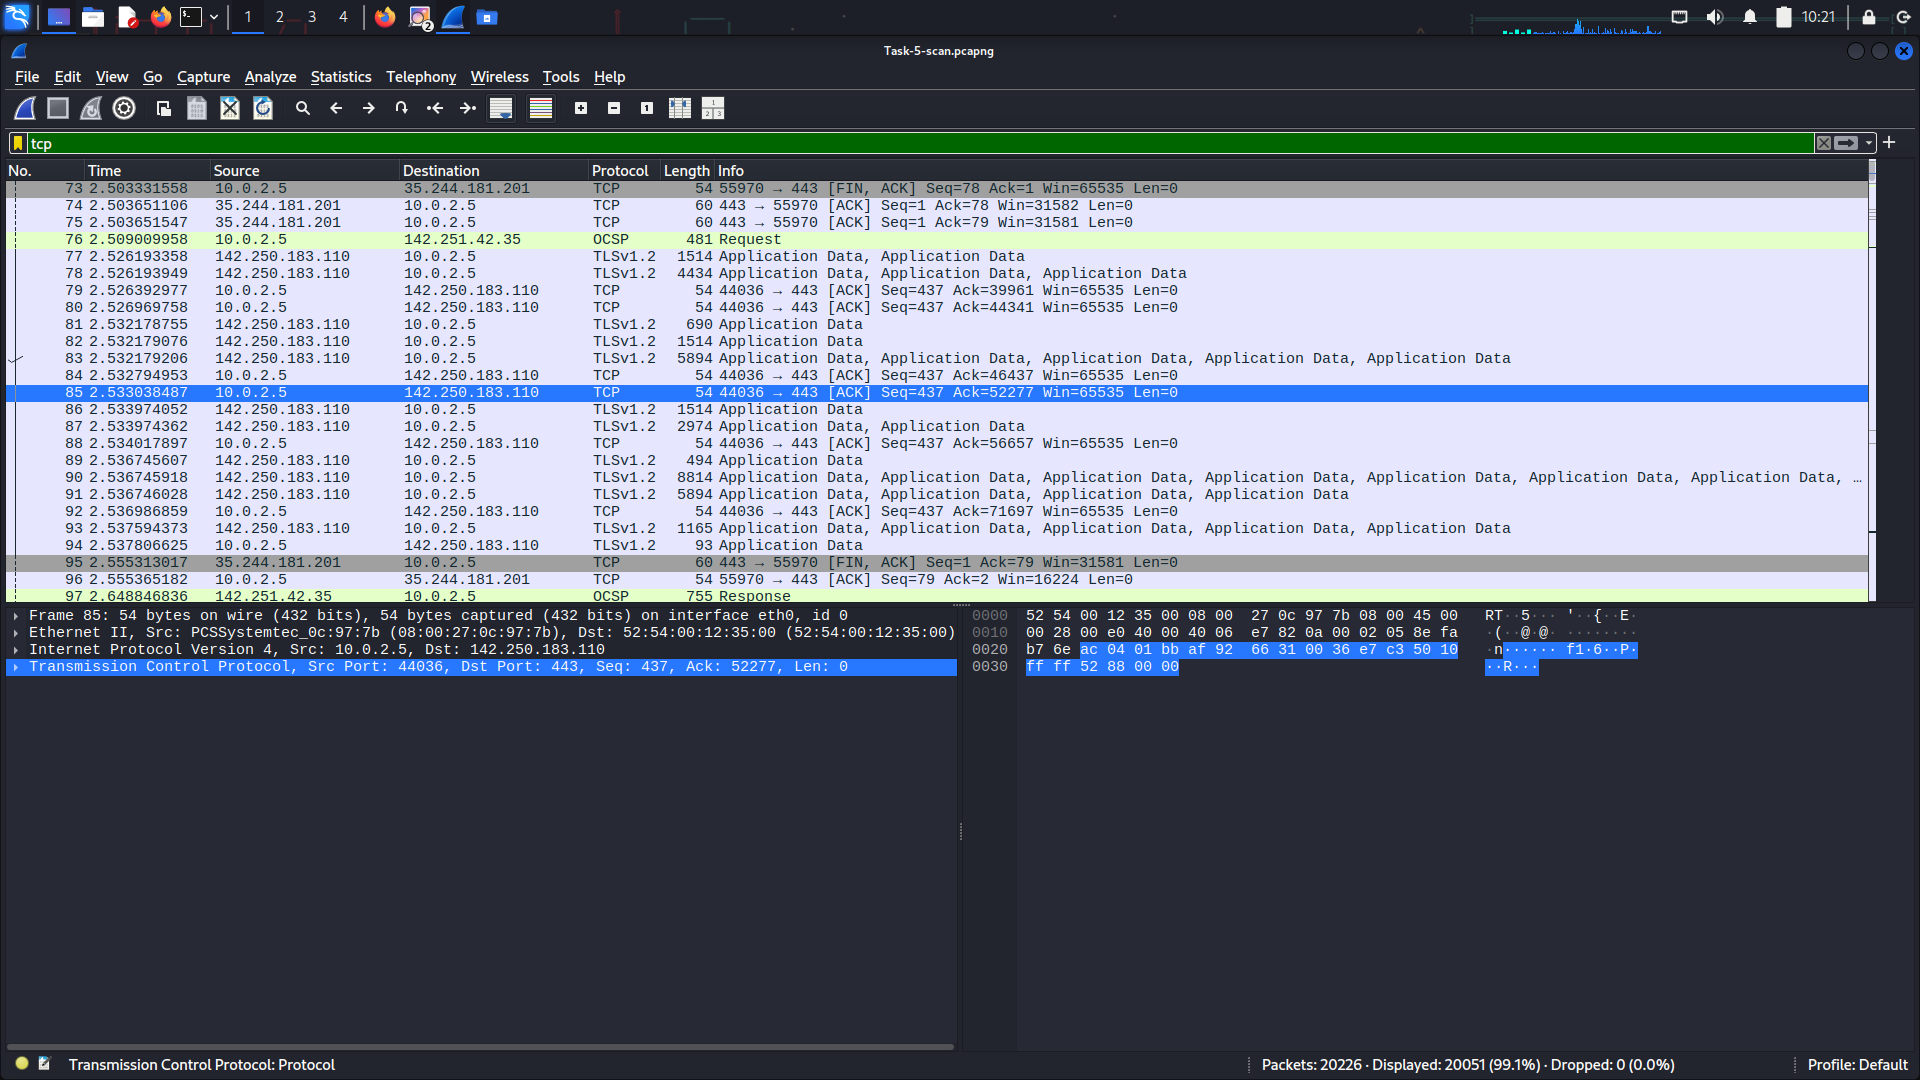 1 2 3 4 2 10:21
Task-5-scan.pcapng
File Edit View Go Capture Analyze Statistics Telephony Wireless Tools Help
tcp
No. Time Source Destination Protocol Length Info
73 2.503331558 10.0.2.5 35.244.181.201 TCP 54 55970 → 443 [FIN, ACK] Seq=78 Ack=1 Win=65535 Len=0
74 2.503651106 35.244.181.201 10.0.2.5 TCP 60 443 → 55970 [ACK] Seq=1 Ack=78 Win=31582 Len=0
75 2.503651547 35.244.181.201 10.0.2.5 TCP 60 443 → 55970 [ACK] Seq=1 Ack=79 Win=31581 Len=0
76 2.509009958 10.0.2.5 142.251.42.35 OCSP 481 Request
77 2.526193358 142.250.183.110 10.0.2.5 TLSv1.2 1514 Application Data, Application Data
78 2.526193949 142.250.183.110 10.0.2.5 TLSv1.2 4434 Application Data, Application Data, Application Data
79 2.526392977 10.0.2.5 142.250.183.110 TCP 54 44036 → 443 [ACK] Seq=437 Ack=39961 Win=65535 Len=0
80 2.526969758 10.0.2.5 142.250.183.110 TCP 54 44036 → 443 [ACK] Seq=437 Ack=44341 Win=65535 Len=0
81 2.532178755 142.250.183.110 10.0.2.5 TLSv1.2 690 Application Data
82 2.532179076 142.250.183.110 10.0.2.5 TLSv1.2 1514 Application Data
83 2.532179206 142.250.183.110 10.0.2.5 TLSv1.2 5894 Application Data, Application Data, Application Data, Application Data, Application Data
84 2.532794953 10.0.2.5 142.250.183.110 TCP 54 44036 → 443 [ACK] Seq=437 Ack=46437 Win=65535 Len=0
85 2.533038487 10.0.2.5 142.250.183.110 TCP 54 44036 → 443 [ACK] Seq=437 Ack=52277 Win=65535 Len=0
86 2.533974052 142.250.183.110 10.0.2.5 TLSv1.2 1514 Application Data
87 2.533974362 142.250.183.110 10.0.2.5 TLSv1.2 2974 Application Data, Application Data
88 2.534017897 10.0.2.5 142.250.183.110 TCP 54 44036 → 443 [ACK] Seq=437 Ack=56657 Win=65535 Len=0
89 2.536745607 142.250.183.110 10.0.2.5 TLSv1.2 494 Application Data
90 2.536745918 142.250.183.110 10.0.2.5 TLSv1.2 8814 Application Data, Application Data, Application Data, Application Data, Application Data, Application Data, Application Data, …
91 2.536746028 142.250.183.110 10.0.2.5 TLSv1.2 5894 Application Data, Application Data, Application Data, Application Data
92 2.536986859 10.0.2.5 142.250.183.110 TCP 54 44036 → 443 [ACK] Seq=437 Ack=71697 Win=65535 Len=0
93 2.537594373 142.250.183.110 10.0.2.5 TLSv1.2 1165 Application Data, Application Data, Application Data, Application Data, Application Data
94 2.537806625 10.0.2.5 142.250.183.110 TLSv1.2 93 Application Data
95 2.555313017 35.244.181.201 10.0.2.5 TCP 60 443 → 55970 [FIN, ACK] Seq=1 Ack=79 Win=31581 Len=0
96 2.555365182 10.0.2.5 35.244.181.201 TCP 54 55970 → 443 [ACK] Seq=79 Ack=2 Win=16224 Len=0
97 2.648846836 142.251.42.35 10.0.2.5 OCSP 755 Response
Frame 85: 54 bytes on wire (432 bits), 54 bytes captured (432 bits) on interface eth0, id 0
Ethernet II, Src: PCSSystemtec_0c:97:7b (08:00:27:0c:97:7b), Dst: 52:54:00:12:35:00 (52:54:00:12:35:00)
Internet Protocol Version 4, Src: 10.0.2.5, Dst: 142.250.183.110
Transmission Control Protocol, Src Port: 44036, Dst Port: 443, Seq: 437, Ack: 52277, Len: 0
0000 52 54 00 12 35 00 08 00 27 0c 97 7b 08 00 45 00 RT··5··· '··{··E·
0010 00 28 00 e0 40 00 40 06 e7 82 0a 00 02 05 8e fa ·(··@·@· ········
0020 b7 6e ac 04 01 bb af 92 66 31 00 36 e7 c3 50 10 ·n······ f1·6··P·
0030 ff ff 52 88 00 00 ··R···
Transmission Control Protocol: Protocol
Packets: 20226 · Displayed: 20051 (99.1%) · Dropped: 0 (0.0%)
Profile: Default